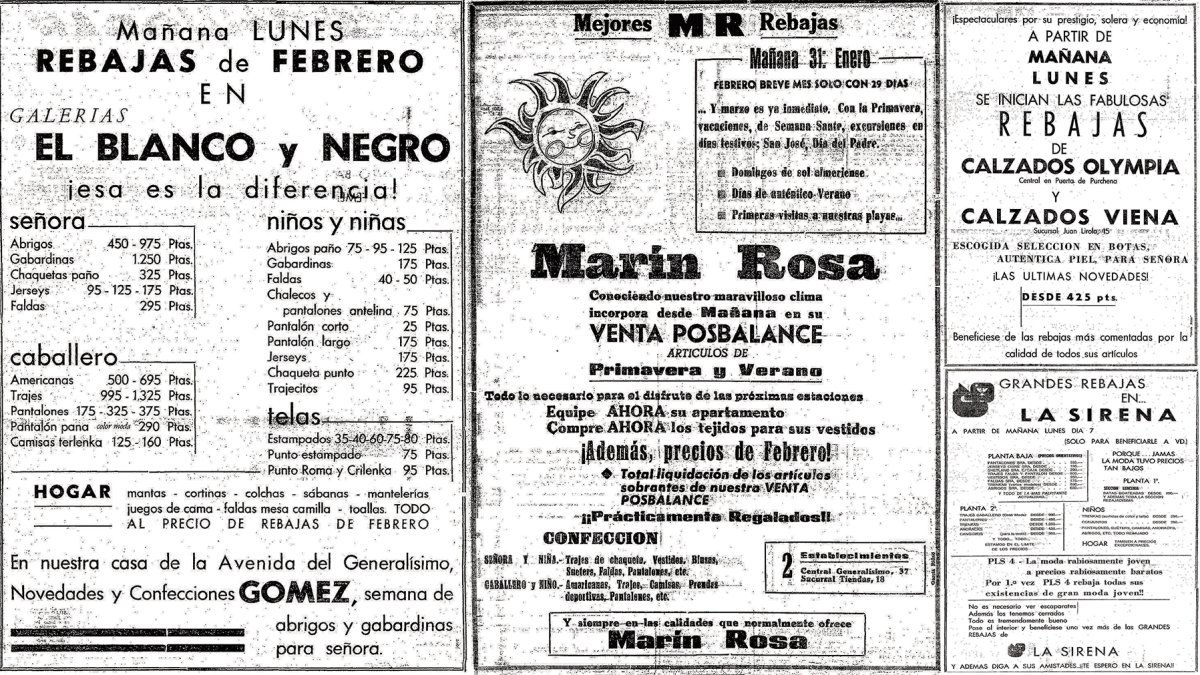 Mañana LUNES
REBAJAS de FEBRERO
EN
GALERIAS
EL BLANCO y NEGRO
¡esa es la diferencia!
señora
Abrigos 450 - 975 Ptas.
Gabardinas 1.250 Ptas.
Chaquetas paño 325 Ptas.
Jerseys 95 - 125 - 175 Ptas.
Faldas 295 Ptas.
caballero
Americanas 500 - 695 Ptas.
Trajes 995 - 1.325 Ptas.
Pantalones 175 - 325 - 375 Ptas.
Pantalón pana color moda 290 Ptas.
Camisas terlenka 125 - 160 Ptas.
niños y niñas
Abrigos paño 75 - 95 - 125 Ptas.
Gabardinas 175 Ptas.
Faldas 40 - 50 Ptas.
Chalecos y
pantalones antelina 75 Ptas.
Pantalón corto 25 Ptas.
Pantalón largo 175 Ptas.
Jerseys 175 Ptas.
Chaqueta punto 225 Ptas.
Trajecitos 95 Ptas.
telas
Estampados 35-40-60-75-80 Ptas.
Punto estampado 75 Ptas.
Punto Roma y Crilenka 95 Ptas.
HOGAR mantas - cortinas - colchas - sábanas - mantelerías
juegos de cama - faldas mesa camilla - toallas. TODO
AL PRECIO DE REBAJAS DE FEBRERO
En nuestra casa de la Avenida del Generalísimo,
Novedades y Confecciones GOMEZ, semana de
abrigos y gabardinas
para señora.
Mejores MR Rebajas
Mañana 31: Enero
FEBRERO, BREVE MES SOLO CON 29 DIAS
... Y marzo es ya inmediato. Con la Primavera,
vacaciones, de Semana Santa, excursiones en
días festivos; San José, Día del Padre.
Domingos de sol almeriense
Días de auténtico Verano
Primeras visitas a nuestras playas...
Marín Rosa
Conociendo nuestro maravilloso clima
incorpora desde Mañana en su
VENTA POSBALANCE
ARTICULOS DE
Primavera y Verano
Todo lo necesario para el disfrute de las próximas estaciones
Equipe AHORA su apartamento
Compre AHORA los tejidos para sus vestidos
¡Además, precios de Febrero!
Total liquidación de los artículos
sobrantes de nuestra VENTA
POSBALANCE
¡¡Prácticamente Regalados!!
CONFECCION
SEÑORA Y NIÑA.- Trajes de chaqueta, Vestidos, Blusas,
Sueters, Faldas, Pantalones, etc.
CABALLERO y NIÑO.- Americanas, Trajes, Camisas, Prendas
deportivas, Pantalones, etc.
2 Establecimientos
Central Generalísimo, 37
Sucursal Tiendas, 18
Y siempre en las calidades que normalmente ofrece
Marín Rosa
¡Espectaculares por su prestigio, solera y economía!
A PARTIR DE
MAÑANA
LUNES
SE INICIAN LAS FABULOSAS
REBAJAS
DE
CALZADOS OLYMPIA
Central en Puerta de Purchena
Y
CALZADOS VIENA
Sucursal Juan Lirola, 15
ESCOGIDA SELECCION EN BOTAS,
AUTENTICA PIEL, PARA SEÑORA
¡LAS ULTIMAS NOVEDADES!
DESDE 425 pts.
Benefíciese de las rebajas más comentadas por la
calidad de todos sus artículos
GRANDES REBAJAS
EN...
LA SIRENA
A PARTIR DE MAÑANA LUNES DIA 7
(SOLO PARA BENEFICIARLE A VD.)
PLANTA BAJA
PORQUE... JAMAS
LA MODA TUVO PRECIOS
TAN BAJOS
PLANTA 1ª.
PLANTA 2ª.
NIÑOS
HOGAR
PLS 4 - La moda rabiosamente joven
a precios rabiosamente baratos
Por 1.ª vez PLS 4 rebaja todas sus
existencias de gran moda joven!!
No es necesario ver escaparates
Además los tenemos cerrados
Todo es tremendamente bueno
Pase al interior y benefíciese una vez más de las GRANDES
REBAJAS de
LA SIRENA
Y ADEMAS DIGA A SUS AMISTADES...¡TE ESPERO EN LA SIRENA!!